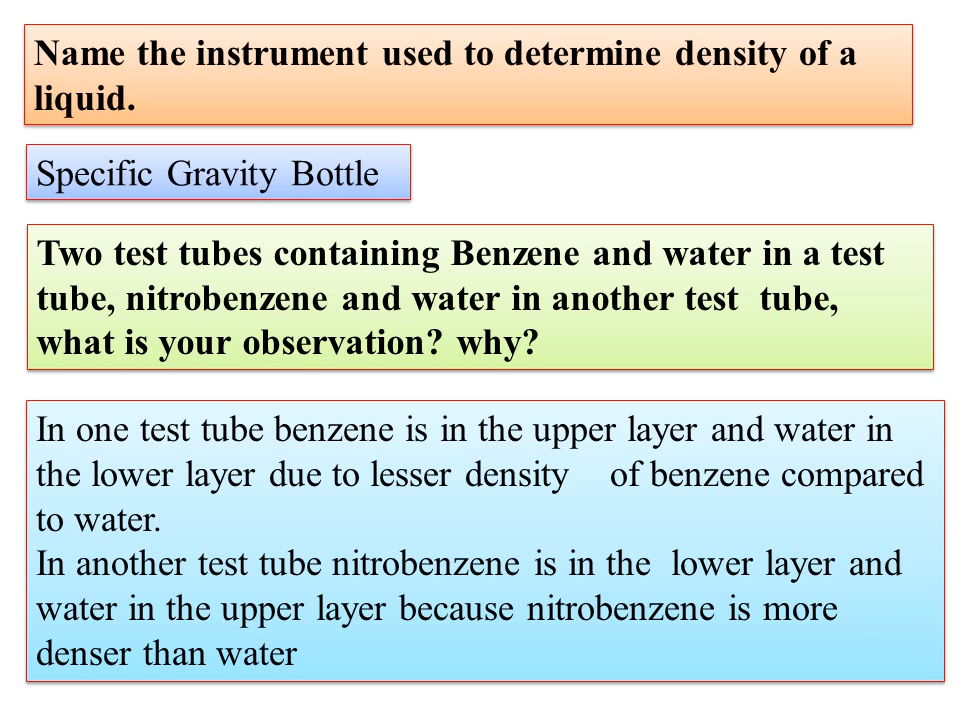 Name the instrument used to determine density of a
liquid.
Specific Gravity Bottle
Two test tubes containing Benzene and water in a test
tube, nitrobenzene and water in another test tube,
what is your observation? why?
In one test tube benzene is in the upper layer and water in
the lower layer due to lesser density of benzene compared
to water.
In another test tube nitrobenzene is in the lower layer and
water in the upper layer because nitrobenzene is more
denser than water